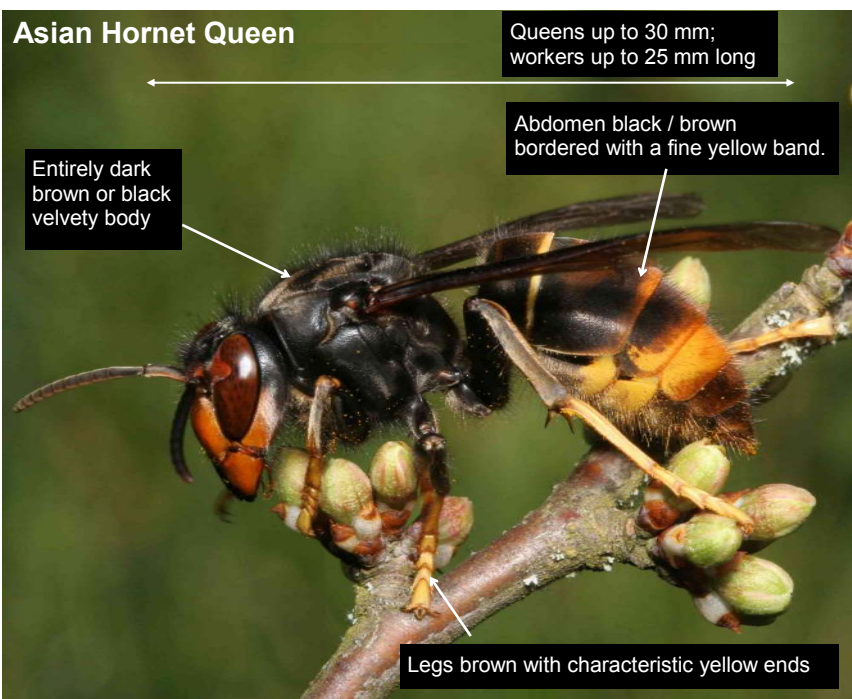 Asian Hornet Queen
Queens up to 30 mm;
workers up to 25 mm long
Abdomen black / brown
bordered with a fine yellow band.
Entirely dark
brown or black
velvety body
Legs brown with characteristic yellow ends